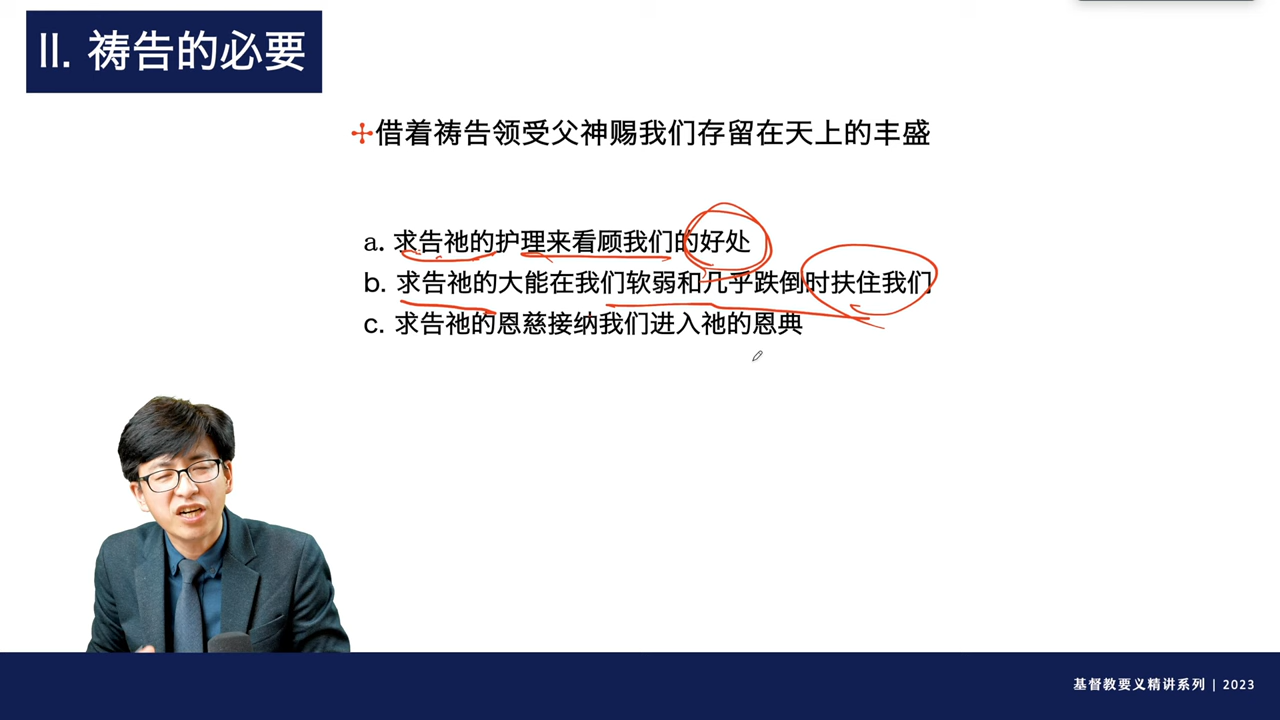 II. 祷告的必要
借着祷告领受父神赐我们存留在天上的丰盛
a. 求告祂的护理来看顾我们的好处
b. 求告祂的大能在我们软弱和几乎跌倒时扶住我们
c. 求告祂的恩慈接纳我们进入祂的恩典
基督教要义精讲系列 | 2023